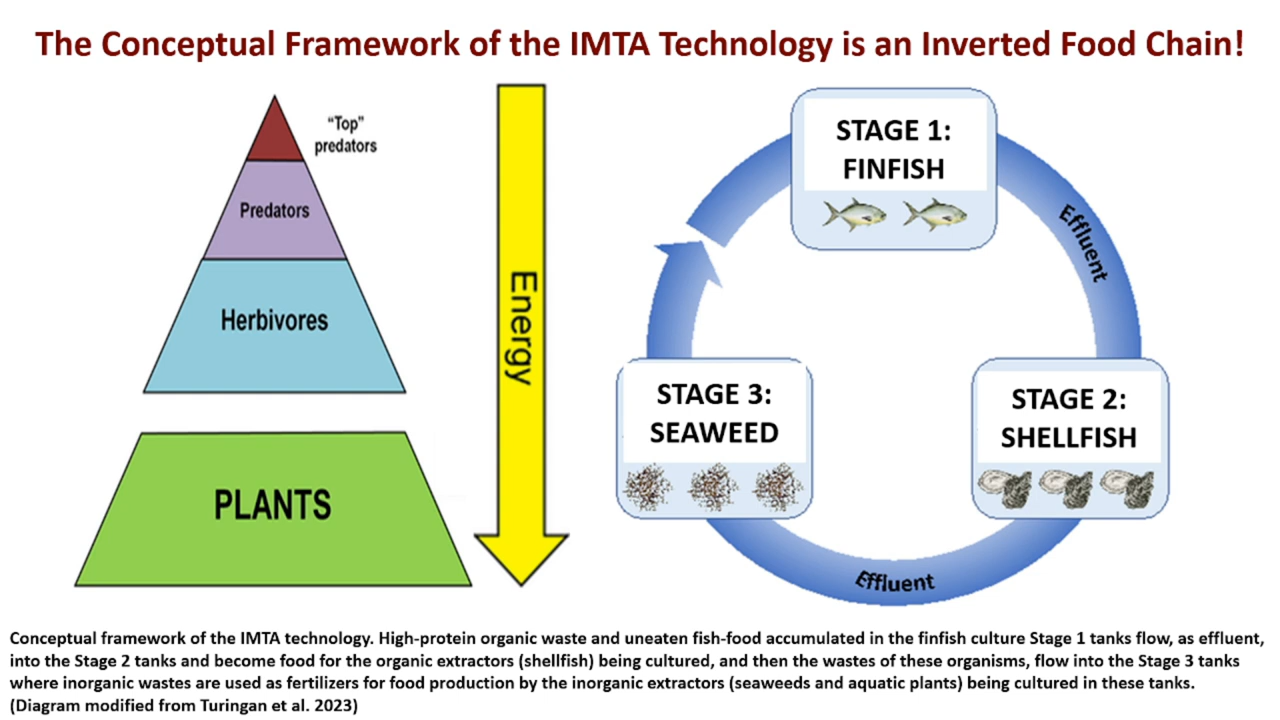 The Conceptual Framework of the IMTA Technology is an Inverted Food Chain!
“Top”
predators
Predators
Herbivores
PLANTS
Energy
STAGE 1:
FINFISH
Effluent
STAGE 2:
SHELLFISH
Effluent
STAGE 3:
SEAWEED
Conceptual framework of the IMTA technology. High-protein organic waste and uneaten fish-food accumulated in the finfish culture Stage 1 tanks flow, as effluent,
into the Stage 2 tanks and become food for the organic extractors (shellfish) being cultured, and then the wastes of these organisms, flow into the Stage 3 tanks
where inorganic wastes are used as fertilizers for food production by the inorganic extractors (seaweeds and aquatic plants) being cultured in these tanks.
(Diagram modified from Turingan et al. 2023)